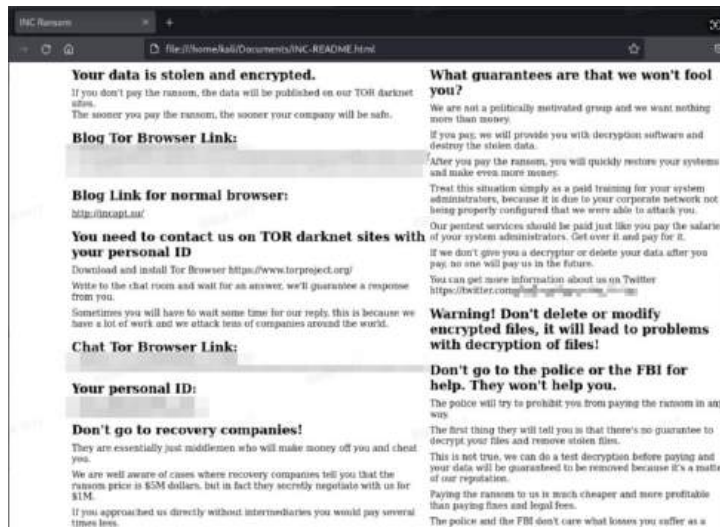 INC Ransom
file:///home/kali/Documents/INC-README.html
Your data is stolen and encrypted.
If you don't pay the ransom, the data will be published on our TOR darknet
sites.
The sooner you pay the ransom, the sooner your company will be safe.
Blog Tor Browser Link:
Blog Link for normal browser:
http://incapt.su/
You need to contact us on TOR darknet sites with
your personal ID
Download and install Tor Browser https://www.torproject.org/
Write to the chat room and wait for an answer, we'll guarantee a response
from you.
Sometimes you will have to wait some time for our reply, this is because we
have a lot of work and we attack tens of companies around the world.
Chat Tor Browser Link:
Your personal ID:
Don't go to recovery companies!
They are essentially just middlemen who will make money off you and cheat
you.
We are well aware of cases where recovery companies tell you that the
ransom price is $5M dollars, but in fact they secretly negotiate with us for
$1M.
If you approached us directly without intermediaries you would pay several
times less.
What guarantees are that we won't fool
you?
We are not a politically motivated group and we want nothing
more than money.
If you pay, we will provide you with decryption software and
destroy the stolen data.
After you pay the ransom, you will quickly restore your systems
and make even more money.
Treat this situation simply as a paid training for your system
administrators, because it is due to your corporate network not
being properly configured that we were able to attack you.
Our pentest services should be paid just like you pay the salarie
of your system administrators. Get over it and pay for it.
If we don't give you a decryptor or delete your data after you
pay, no one will pay us in the future.
You can get more information about us on Twitter
https://twitter.com
Warning! Don't delete or modify
encrypted files, it will lead to problems
with decryption of files!
Don't go to the police or the FBI for
help. They won't help you.
The police will try to prohibit you from paying the ransom in any
way.
The first thing they will tell you is that there's no guarantee to
decrypt your files and remove stolen files.
This is not true, we can do a test decryption before paying and
your data will be guaranteed to be removed because it's a matte
of our reputation.
Paying the ransom to us is much cheaper and more profitable
than paying fines and legal fees.
The police and the FBI don't care what losses you suffer as a